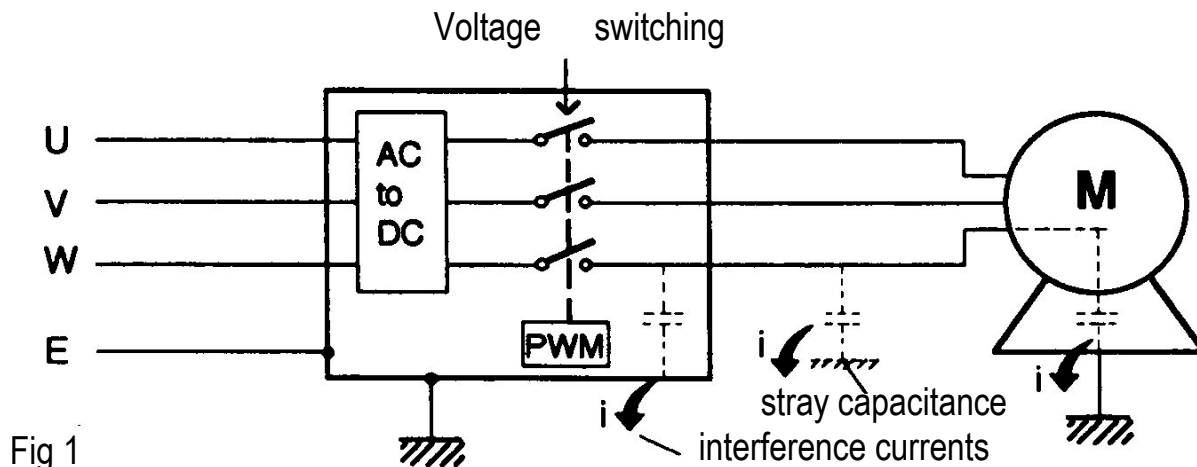 Voltage switching
U
V
W
E
AC
to
DC
PWM
M
i
i
i
stray capacitance
interference currents
Fig 1